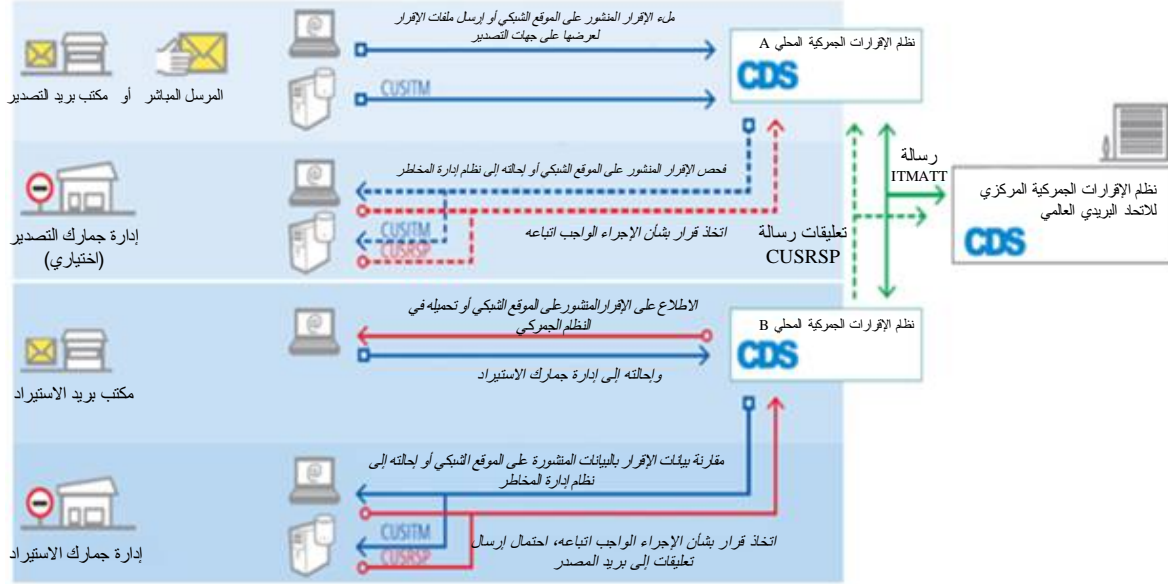 ملء الإقرار المنشور على الموقع الشبكي أو إرسال ملفات الإقرار
لعرضها على جهات التصدير
نظام الإقرارات الجمركية المحلي A
CDS
CUSITM
المرسل المباشر أو مكتب بريد التصدير
فحص الإقرار المنشور على الموقع الشبكي أو إحالته إلى نظام إدارة المخاطر
رسالة
ITMATT
نظام الإقرارات الجمركية المركزي
للاتحاد البريدي العالمي
CDS
اتخاذ قرار بشأن الإجراء الواجب اتباعه
CUSITM
CUSRSP
تعليقات رسالة
CUSRSP
إدارة جمارك التصدير
(اختياري)
الاطلاع على الإقرارالمنشورعلى الموقع الشبكي أو تحميله في
النظام الجمركي
نظام الإقرارات الجمركية المحلي B
CDS
وإحالته إلى إدارة جمارك الاستيراد
مكتب بريد الاستيراد
مقارنة بيانات الإقرار بالبيانات المنشورة على الموقع الشبكي أو إحالته إلى
نظام إدارة المخاطر
CUSITM
CUSRSP
اتخاذ قرار بشأن الإجراء الواجب اتباعه، احتمال إرسال
تعليقات إلى بريد المصدر
إدارة جمارك الاستيراد